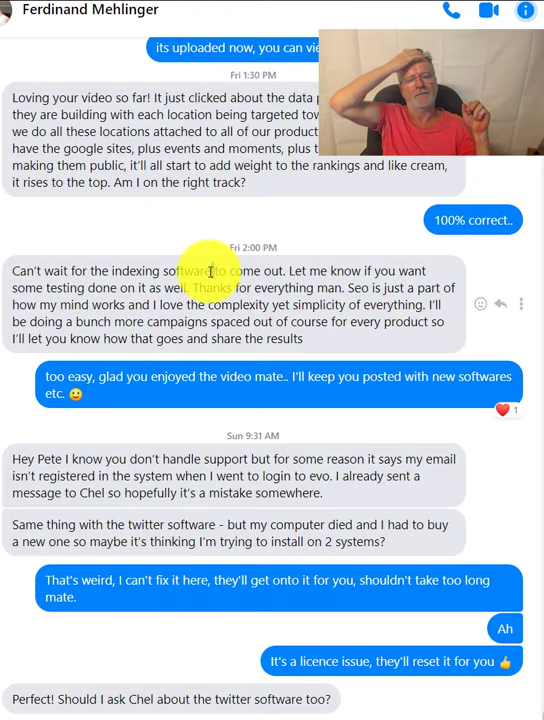 Ferdinand Mehlinger
its uploaded now, you can
Fri 1:30 PM
Loving your video so far! It just clicked about the data
they are building with each location being targeted
we do all these locations attached to all of our
have the google sites, plus events and moments, plus
making them public, it'll all start to add weight to the rankings and like cream,
it rises to the top. Am I on the right track?
100% correct..
Fri 2:00 PM
Can't wait for the indexing software to come out. Let me know if you want
some testing done on it as well. Thanks for everything man. Seo is just a part of
how my mind works and I love the complexity yet simplicity of everything. I'll
be doing a bunch more campaigns spaced out of course for every product so
I'll let you know how that goes and share the results
too easy, glad you enjoyed the video mate.. I'll keep you posted with new softwares
etc. 🙂
❤️ 1
Sun 9:31 AM
Hey Pete I know you don't handle support but for some reason it says my email
isn't registered in the system when I went to login to evo. I already sent a
message to Chel so hopefully it's a mistake somewhere.
Same thing with the twitter software - but my computer died and I had to buy
a new one so maybe it's thinking I'm trying to install on 2 systems?
That's weird, I can't fix it here, they'll get onto it for you, shouldn't take too long
mate.
Ah
It's a licence issue, they'll reset it for you 👍
Perfect! Should I ask Chel about the twitter software too?